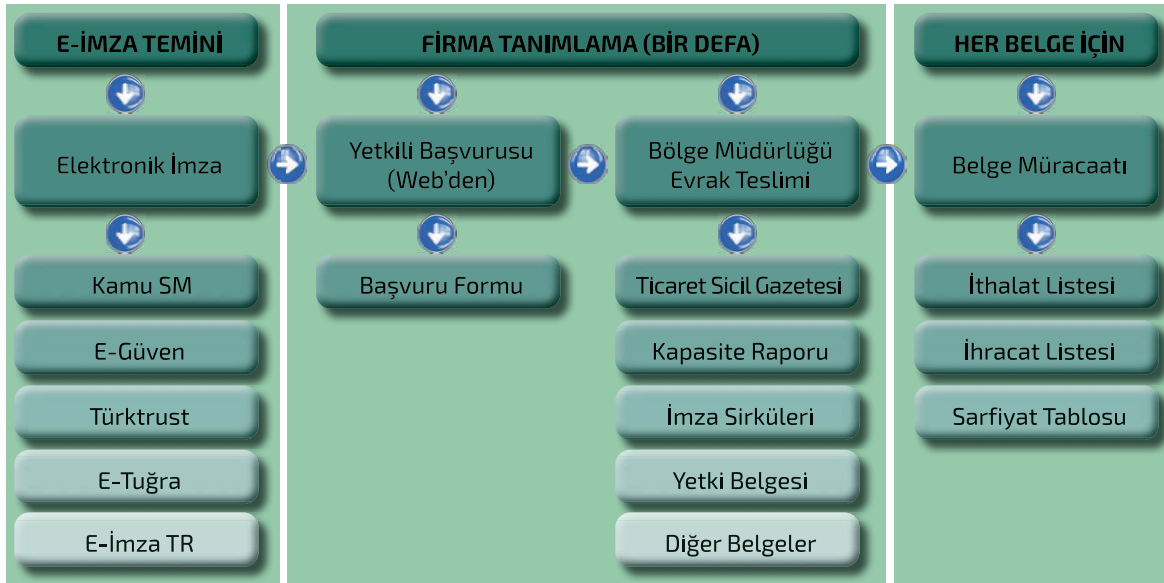 E-İMZA TEMİNİ
Elektronik İmza
Kamu SM
E-Güven
Türktrust
E-Tuğra
E-İmza TR
FİRMA TANIMLAMA (BİR DEFA)
Yetkili Başvurusu
(Web'den)
Başvuru Formu
Bölge Müdürlüğü
Evrak Teslimi
Ticaret Sicil Gazetesi
Kapasite Raporu
İmza Sirküleri
Yetki Belgesi
Diğer Belgeler
HER BELGE İÇİN
Belge Müracaatı
İthalat Listesi
İhracat Listesi
Sarfiyat Tablosu